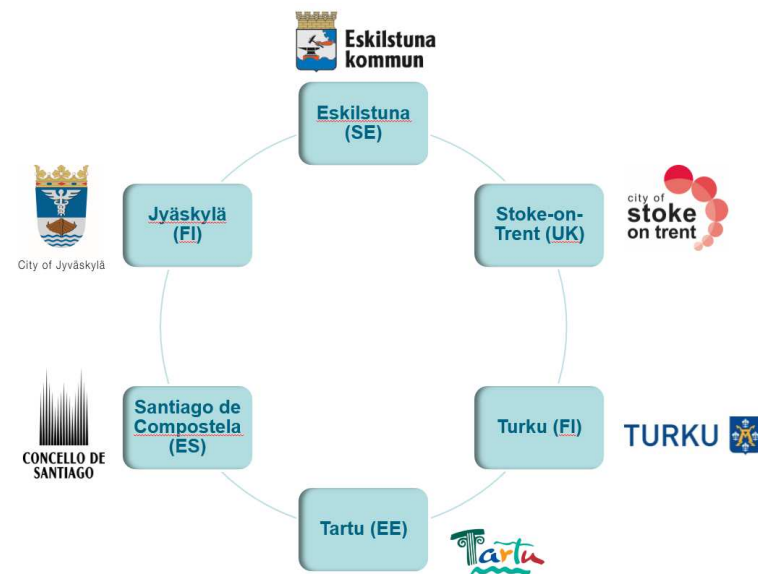 Eskilstuna
kommun
Eskilstuna
(SE)
Jyäskylä
(FI)
City of Jyväskylä
Stoke-on-
Trent (UK)
city of
stoke
on trent
Santiago de
Compostela
(ES)
CONCELLO DE
SANTIAGO
Turku (FI)
TURKU
Tartu (EE)
Tartu